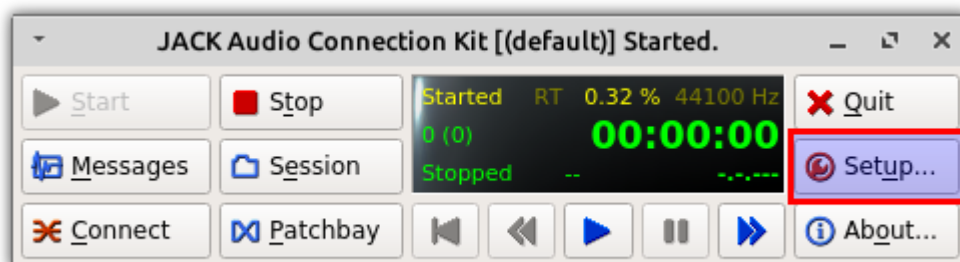 JACK Audio Connection Kit [(default)] Started.
Start Stop Started RT 0.32 % 44100 Hz Quit
0 (0) 00:00:00
Messages Session Stopped -- -.-.--- Setup...
Connect Patchbay About...